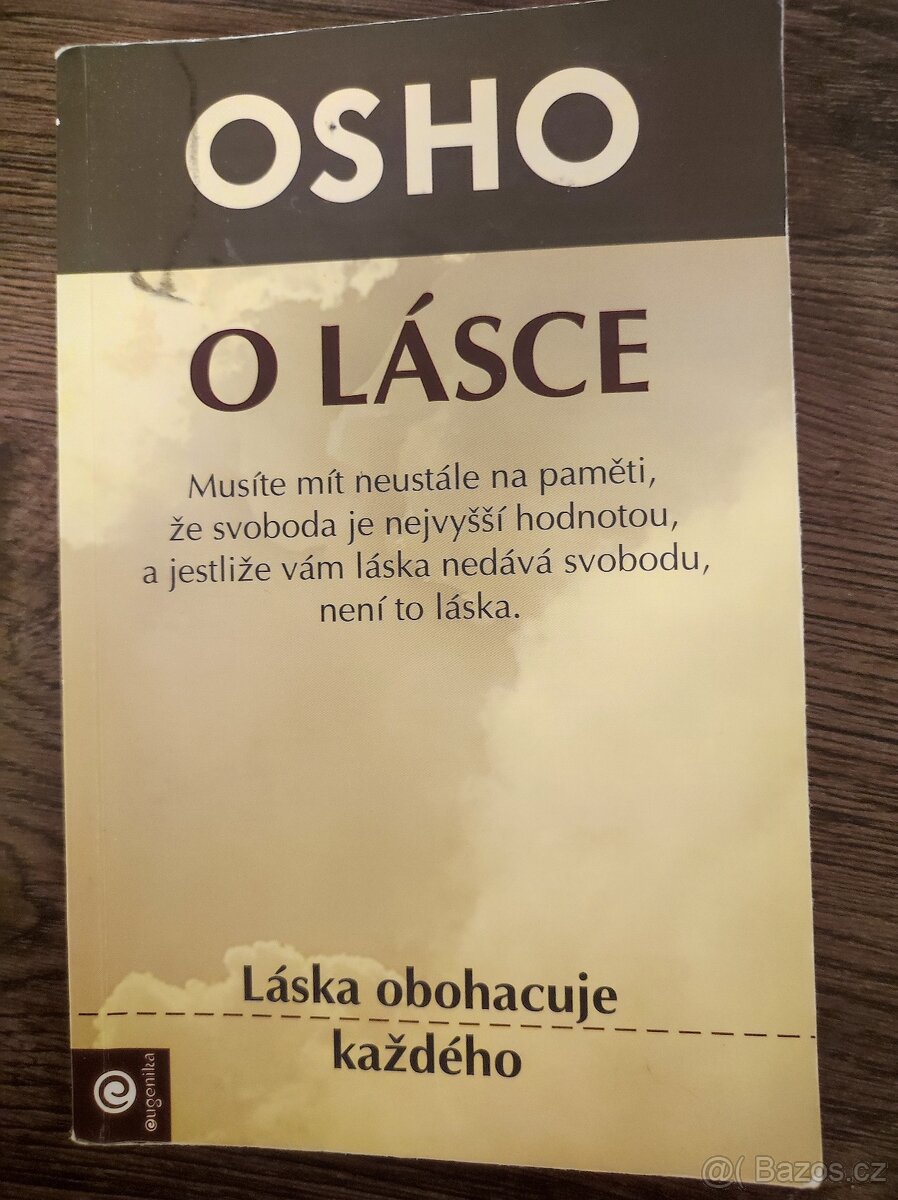 OSHO
O LÁSCE
Musíte mít neustále na paměti,
že svoboda je nejvyšší hodnotou,
a jestliže vám láska nedává svobodu,
není to láska.
Láska obohacuje
každého
eugenika
@( Bazos.cz